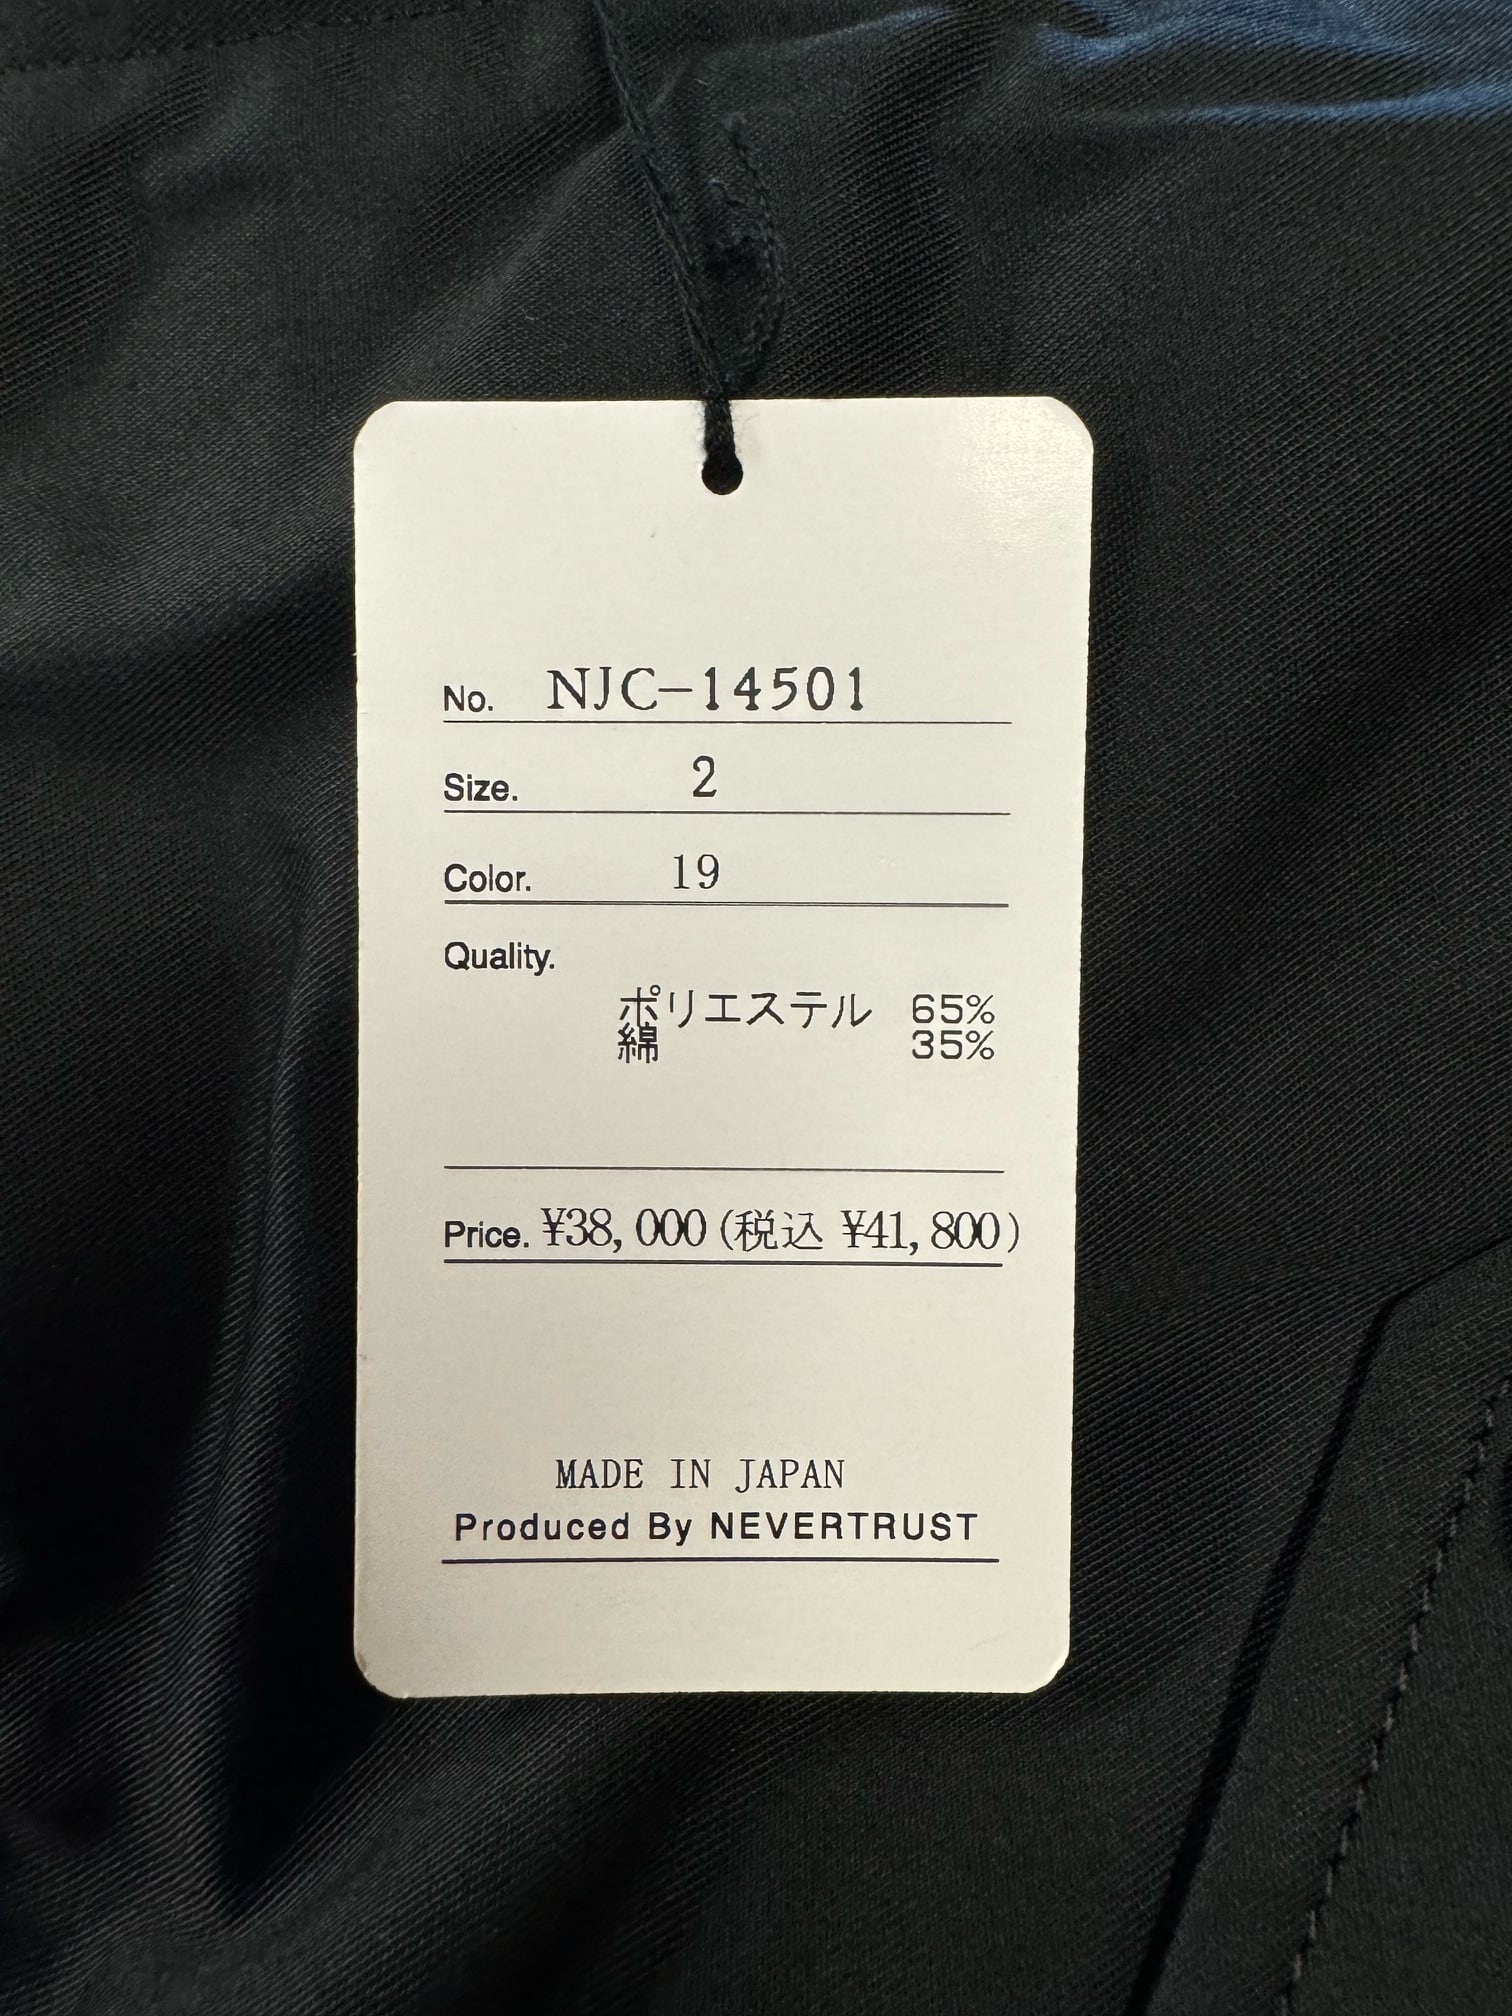 No. NJC-14501
Size. 2
Color. 19
Quality.
ポリエステル 65%
綿 35%
Price. ¥38,000(税込 ¥41,800)
MADE IN JAPAN
Produced By NEVERTRUST